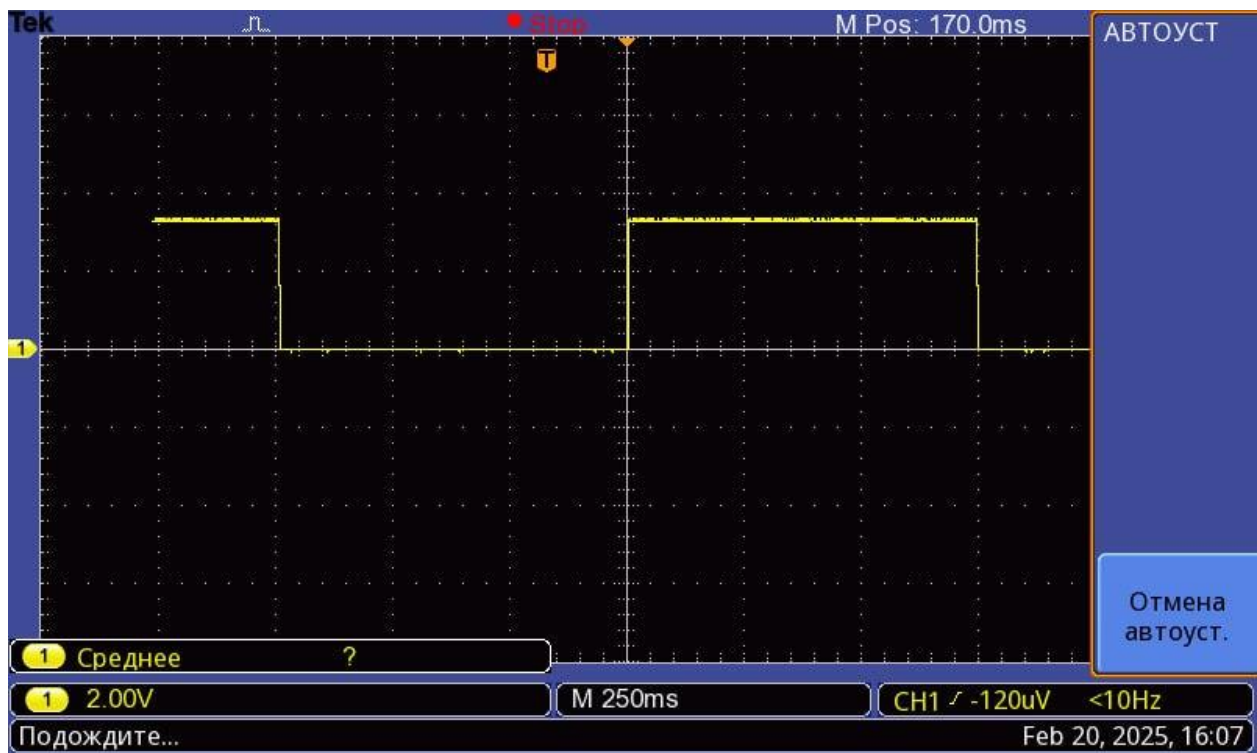 Tek Stop M Pos: 170.0ms
АВТОУСТ
T
1
Отмена
автоуст.
1 Среднее ?
1 2.00V M 250ms CH1 -120uV <10Hz
Подождите... Feb 20, 2025, 16:07